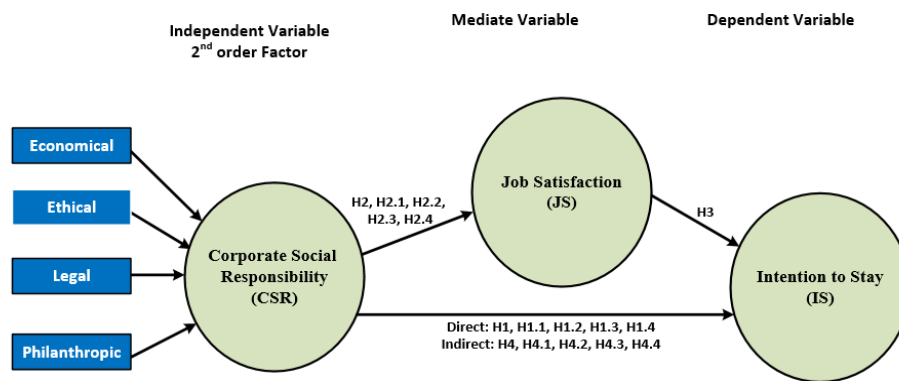 Independent Variable
2nd order Factor
Mediate Variable
Dependent Variable
Economical
Ethical
Legal
Philanthropic
Corporate Social
Responsibility
(CSR)
H2, H2.1, H2.2,
H2.3, H2.4
Job Satisfaction
(JS)
H3
Intention to Stay
(IS)
Direct: H1, H1.1, H1.2, H1.3, H1.4
Indirect: H4, H4.1, H4.2, H4.3, H4.4